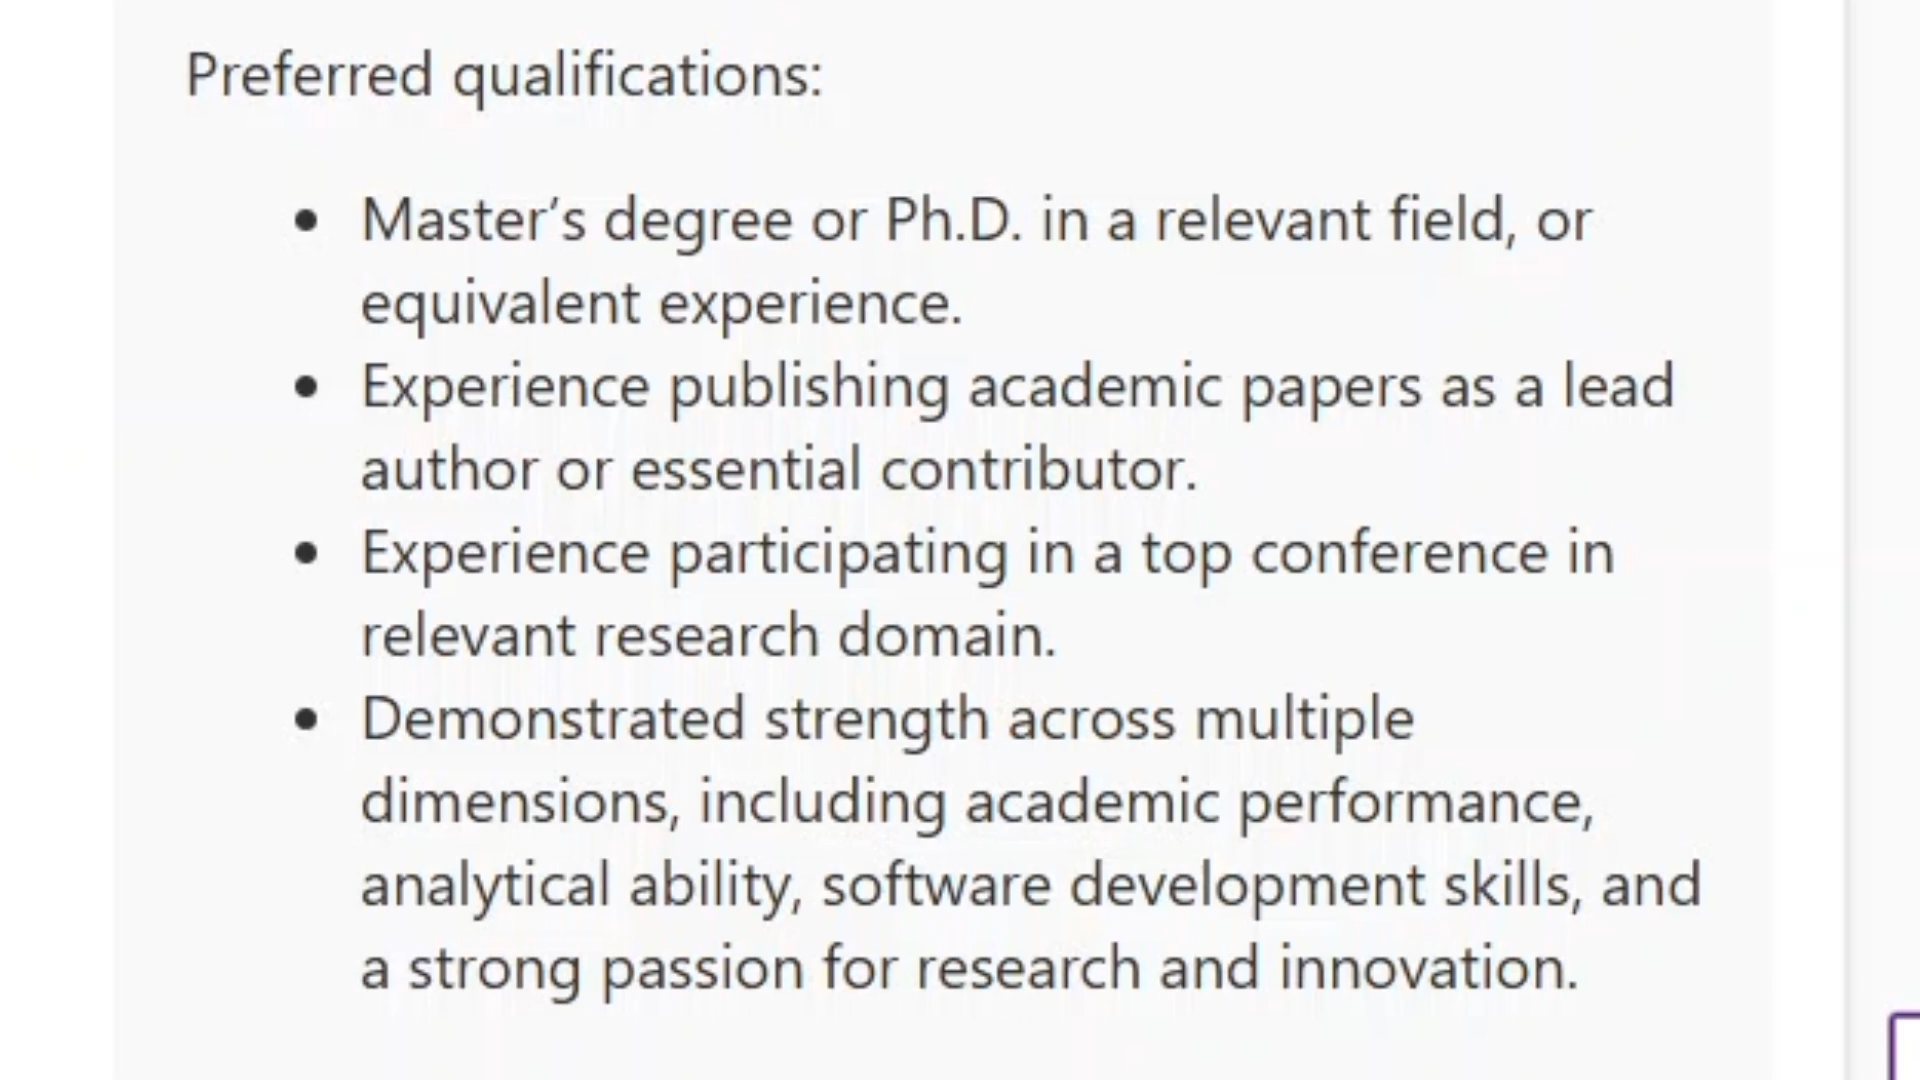 Preferred qualifications:
Master’s degree or Ph.D. in a relevant field, or
equivalent experience.
Experience publishing academic papers as a lead
author or essential contributor.
Experience participating in a top conference in
relevant research domain.
Demonstrated strength across multiple
dimensions, including academic performance,
analytical ability, software development skills, and
a strong passion for research and innovation.